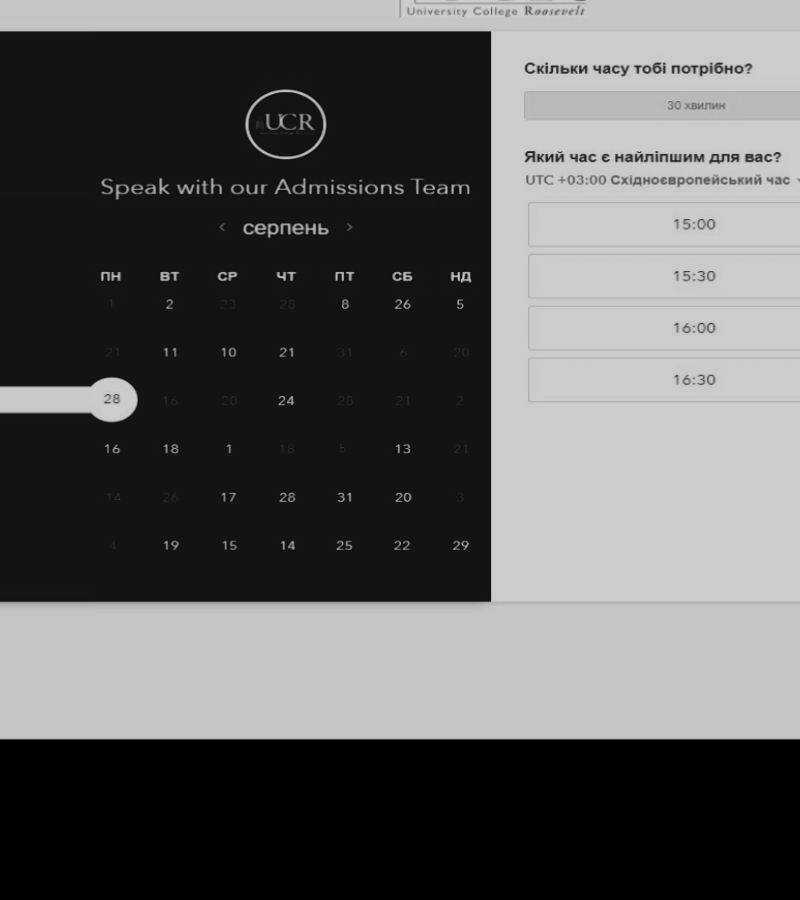 University College Roosevelt
UCR
Speak with our Admissions Team
< серпень >
ПН ВТ СР ЧТ ПТ СБ НД
1 2 23 28 8 26 5
21 11 10 21 31 6 20
28 16 20 24 28 21 2
16 18 1 18 5 13 21
14 26 17 28 31 20 3
4 19 15 14 25 22 29
Скільки часу тобі потрібно?
30 хвилин
Який час є найліпшим для вас?
UTC +03:00 Східноєвропейський час
15:00
15:30
16:00
16:30